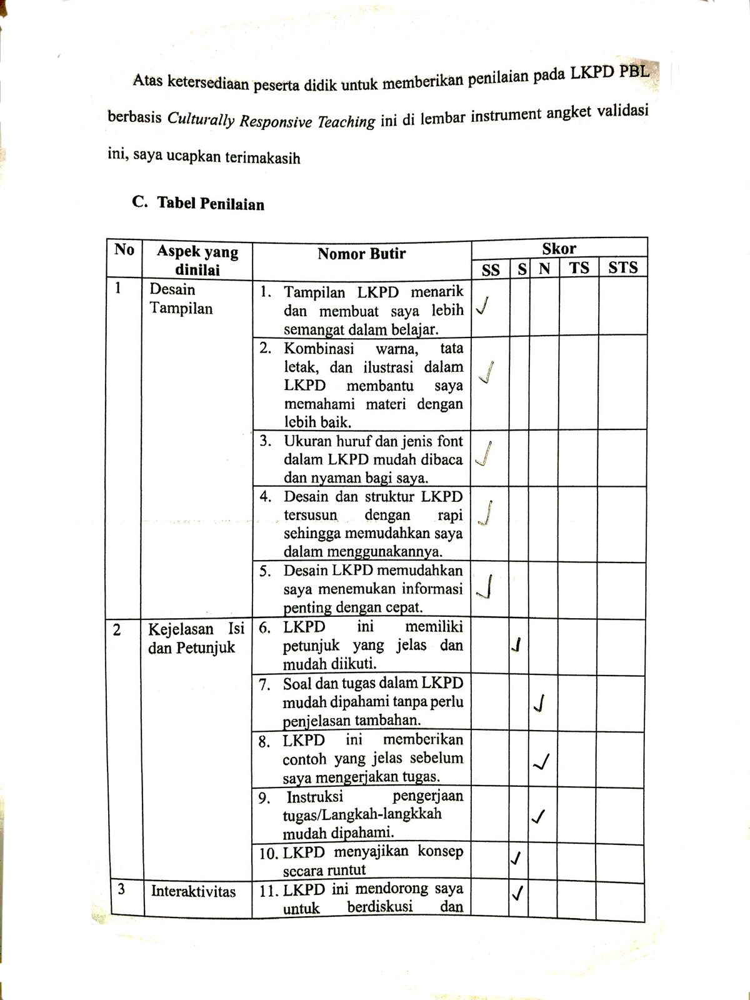 Atas ketersediaan peserta didik untuk memberikan penilaian pada LKPD PBL
berbasis Culturally Responsive Teaching ini di lembar instrument angket validasi
ini, saya ucapkan terimakasih
C. Tabel Penilaian
No Aspek yang dinilai Nomor Butir Skor
SS S N TS STS
1 Desain Tampilan
1. Tampilan LKPD menarik
dan membuat saya lebih ✓
semangat dalam belajar.
2. Kombinasi warna, tata
letak, dan ilustrasi dalam ✓
LKPD membantu saya
memahami materi dengan
lebih baik.
3. Ukuran huruf dan jenis font
dalam LKPD mudah dibaca ✓
dan nyaman bagi saya.
4. Desain dan struktur LKPD
tersusun dengan rapi ✓
sehingga memudahkan saya
dalam menggunakannya.
5. Desain LKPD memudahkan
saya menemukan informasi ✓
penting dengan cepat.
2 Kejelasan Isi dan Petunjuk
6. LKPD ini memiliki
petunjuk yang jelas dan ✓
mudah diikuti.
7. Soal dan tugas dalam LKPD
mudah dipahami tanpa perlu ✓
penjelasan tambahan.
8. LKPD ini memberikan
contoh yang jelas sebelum ✓
saya mengerjakan tugas.
9. Instruksi pengerjaan
tugas/Langkah-langkkah ✓
mudah dipahami.
10. LKPD menyajikan konsep ✓
secara runtut
3 Interaktivitas
11. LKPD ini mendorong saya ✓
untuk berdiskusi dan